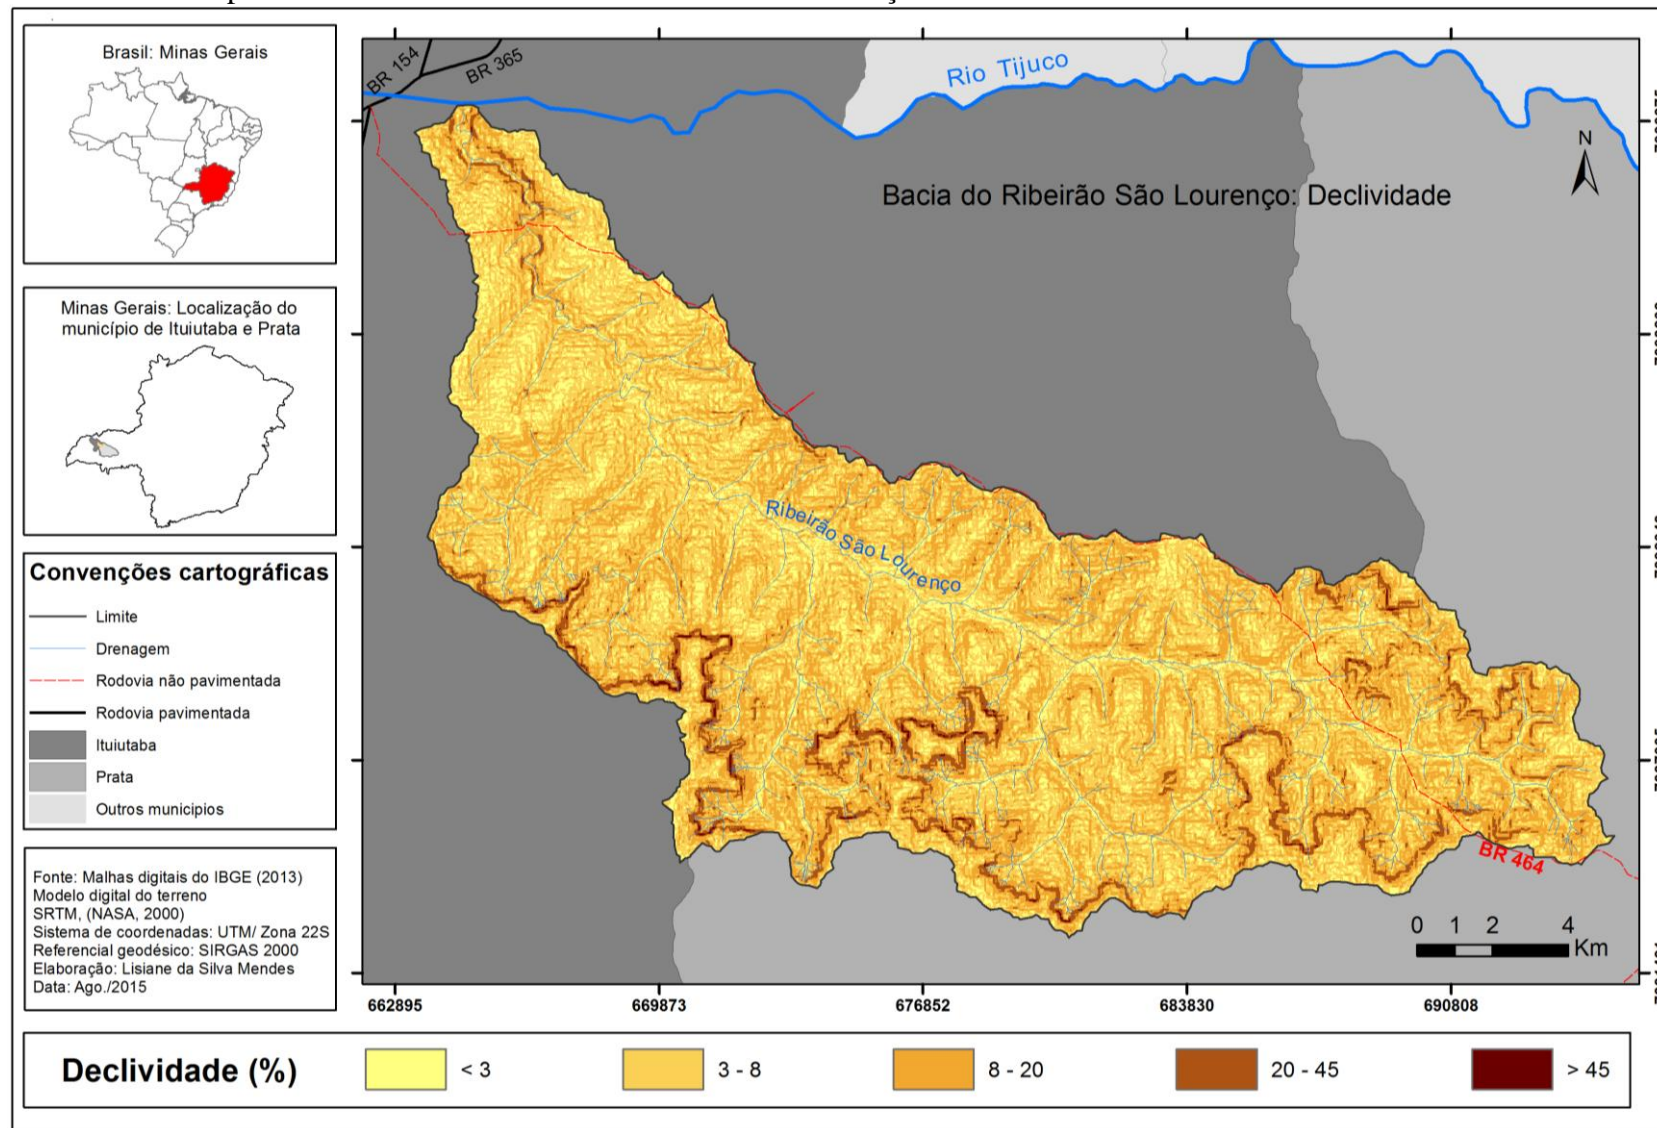 Brasil: Minas Gerais
Minas Gerais: Localização do
município de Ituiutaba e Prata
Convenções cartográficas
Limite
Drenagem
Rodovia não pavimentada
Rodovia pavimentada
Ituiutaba
Prata
Outros municipios
Fonte: Malhas digitais do IBGE (2013)
Modelo digital do terreno
SRTM, (NASA, 2000)
Sistema de coordenadas: UTM/ Zona 22S
Referencial geodésico: SIRGAS 2000
Elaboração: Lisiane da Silva Mendes
Data: Ago./2015
BR 154
BR 365
Rio Tijuco
N
Bacia do Ribeirão São Lourenço: Declividade
Ribeirão São Lourenço
BR 464
0 1 2 4
Km
662895 669873 676852 683830 690808
Declividade (%)
< 3
3 - 8
8 - 20
20 - 45
> 45